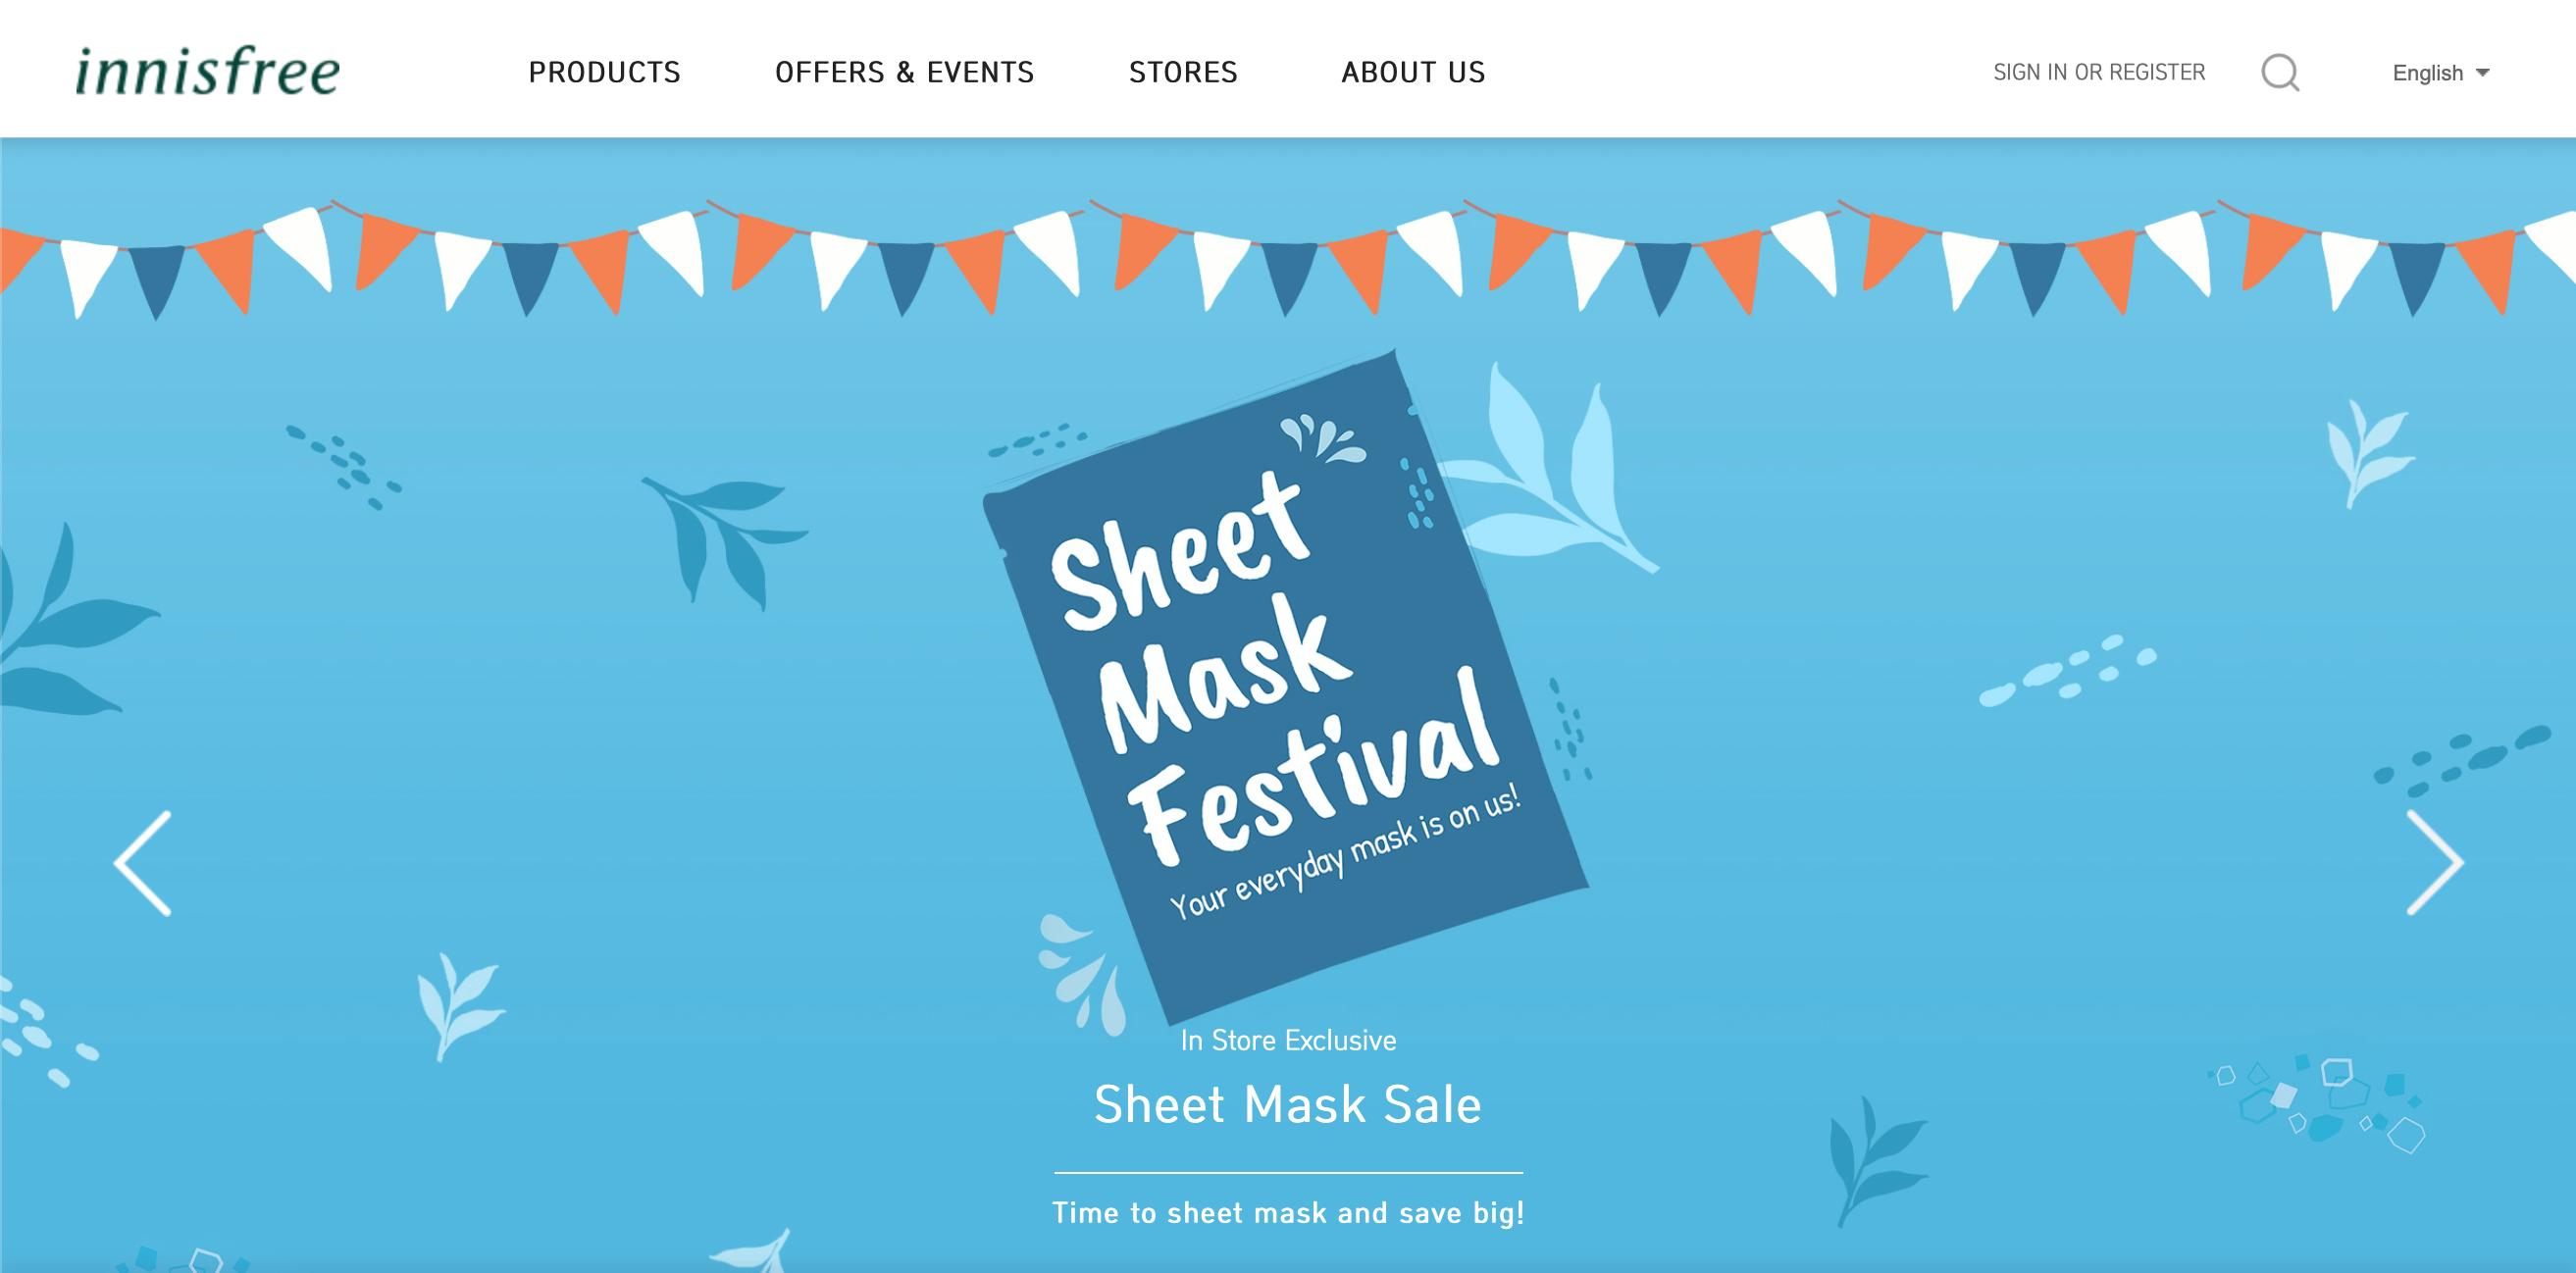 innisfree
PRODUCTS
OFFERS & EVENTS
STORES
ABOUT US
SIGN IN OR REGISTER
English
Sheet
Mask
Festival
Your everyday mask is on us!
In Store Exclusive
Sheet Mask Sale
Time to sheet mask and save big!